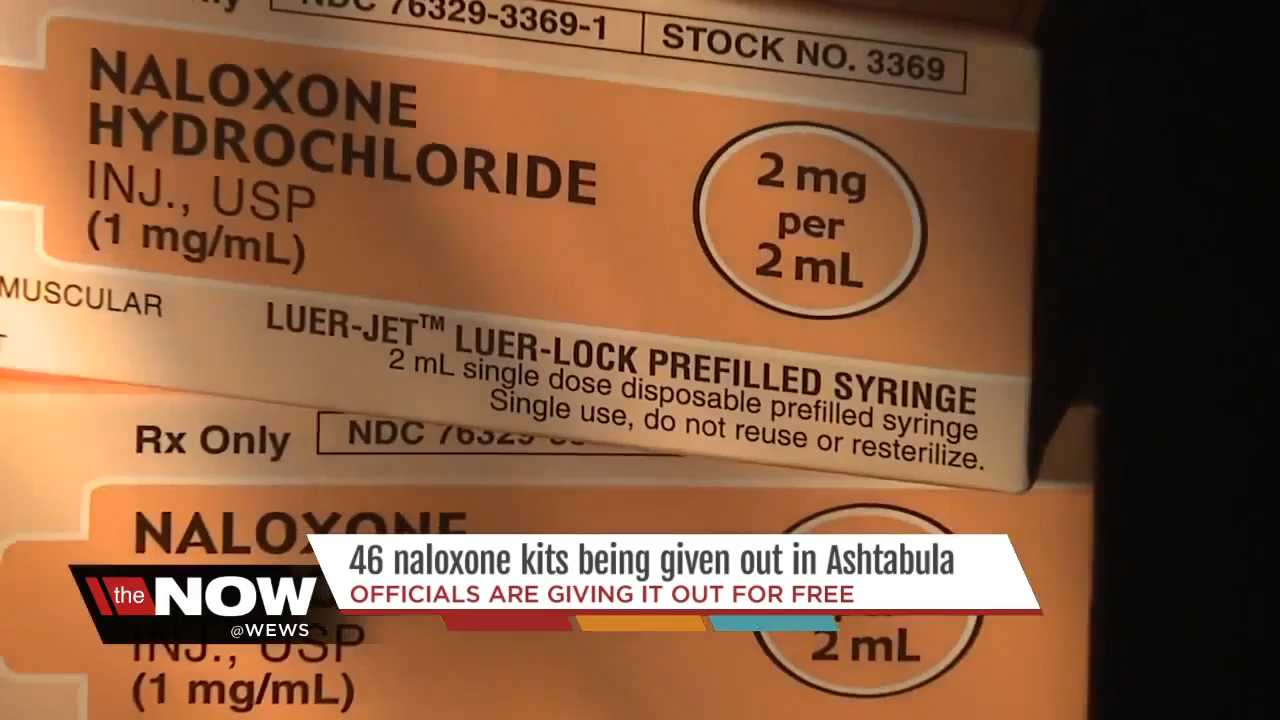 NDC 76329-3369-1
STOCK NO. 3369
NALOXONE
HYDROCHLORIDE
INJ., USP
(1 mg/mL)
2 mg
per
2 mL
MUSCULAR
LUER-JET™ LUER-LOCK PREFILLED SYRINGE
2 mL single dose disposable prefilled syringe
Single use, do not reuse or resterilize.
Rx Only
NDC 76329
NALOXONE
46 naloxone kits being given out in Ashtabula
OFFICIALS ARE GIVING IT OUT FOR FREE
the NOW
@WEWS
INJ., USP
(1 mg/mL)
2 mL